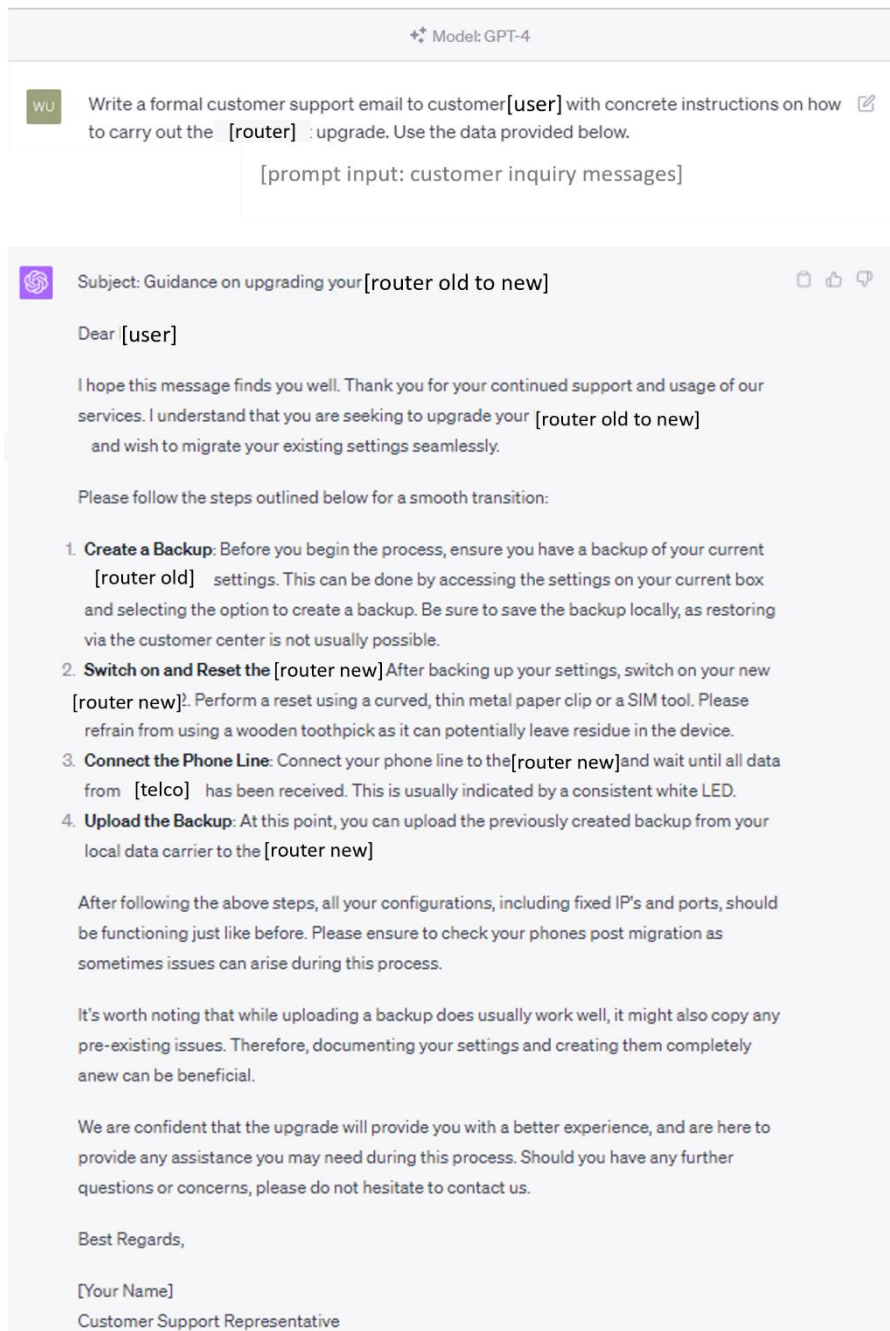 Model: GPT-4
WU
Write a formal customer support email to customer[user] with concrete instructions on how
to carry out the [router] upgrade. Use the data provided below.
[prompt input: customer inquiry messages]
Subject: Guidance on upgrading your [router old to new]
Dear [user]
I hope this message finds you well. Thank you for your continued support and usage of our
services. I understand that you are seeking to upgrade your [router old to new]
and wish to migrate your existing settings seamlessly.
Please follow the steps outlined below for a smooth transition:
1. Create a Backup: Before you begin the process, ensure you have a backup of your current
[router old] settings. This can be done by accessing the settings on your current box
and selecting the option to create a backup. Be sure to save the backup locally, as restoring
via the customer center is not usually possible.
2. Switch on and Reset the [router new] After backing up your settings, switch on your new
[router new]. Perform a reset using a curved, thin metal paper clip or a SIM tool. Please
refrain from using a wooden toothpick as it can potentially leave residue in the device.
3. Connect the Phone Line: Connect your phone line to the[router new]and wait until all data
from [telco] has been received. This is usually indicated by a consistent white LED.
4. Upload the Backup: At this point, you can upload the previously created backup from your
local data carrier to the [router new]
After following the above steps, all your configurations, including fixed IP's and ports, should
be functioning just like before. Please ensure to check your phones post migration as
sometimes issues can arise during this process.
It's worth noting that while uploading a backup does usually work well, it might also copy any
pre-existing issues. Therefore, documenting your settings and creating them completely
anew can be beneficial.
We are confident that the upgrade will provide you with a better experience, and are here to
provide any assistance you may need during this process. Should you have any further
questions or concerns, please do not hesitate to contact us.
Best Regards,
[Your Name]
Customer Support Representative